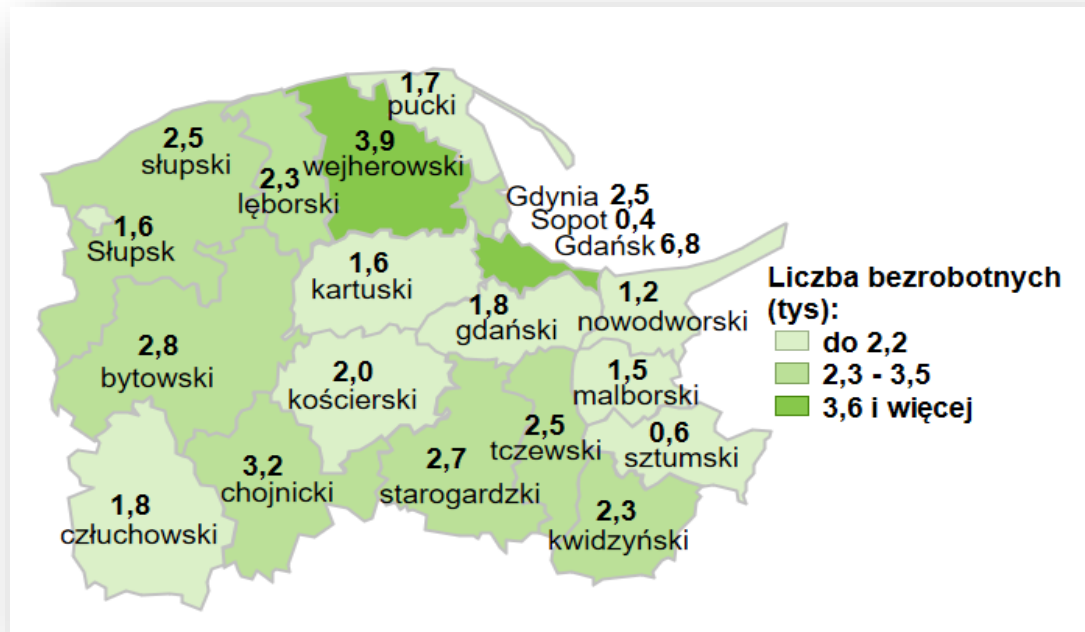 1,7
pucki
2,5
słupski
3,9
wejherowski
2,3
lęborski
Gdynia 2,5
Sopot 0,4
Gdańsk 6,8
1,6
Słupsk
1,6
kartuski
1,8
gdański
1,2
nowodworski
2,8
bytowski
2,0
kościerski
1,5
malborski
2,5
tczewski
0,6
sztumski
3,2
chojnicki
2,7
starogardzki
1,8
człuchowski
2,3
kwidzyński
Liczba bezrobotnych
(tys):
do 2,2
2,3 - 3,5
3,6 i więcej